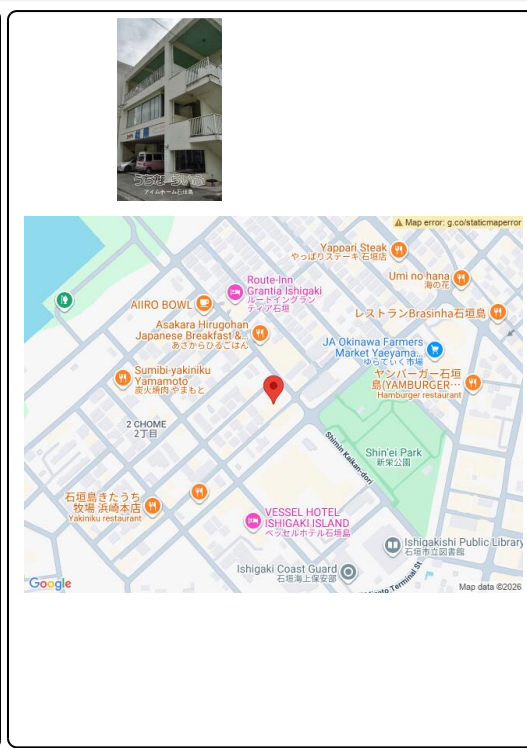 うちなーらいふ
アイムホーム石垣島
Map error: g.co/staticmaperror
Yappari Steak
やっぱりステーキ 石垣店
Umi no hana
海の花
Route-Inn
Grantia Ishigaki
ルートイングラン
ティア石垣
AIIRO BOWL
レストランBrasinha石垣島
Asakara Hirugohan
Japanese Breakfast &...
あさからひるごはん
JA Okinawa Farmers
Market Yaeyama...
ゆらてぃく市場
Sumibi-yakiniku
Yamamoto
炭火焼肉 やまもと
ヤンバーガー石垣
島(YAMBURGER…
Hamburger restaurant
2 CHOME
2丁目
Shimin Kaikan-dori
Shin'ei Park
新栄公園
石垣島きたうち
牧場 浜崎本店
Yakiniku restaurant
VESSEL HOTEL
ISHIGAKI ISLAND
ベッセルホテル石垣島
Ishigakishi Public Library
石垣市立図書館
Ishigaki Coast Guard
石垣海上保安部
Terminal St
Google
Map data ©2026